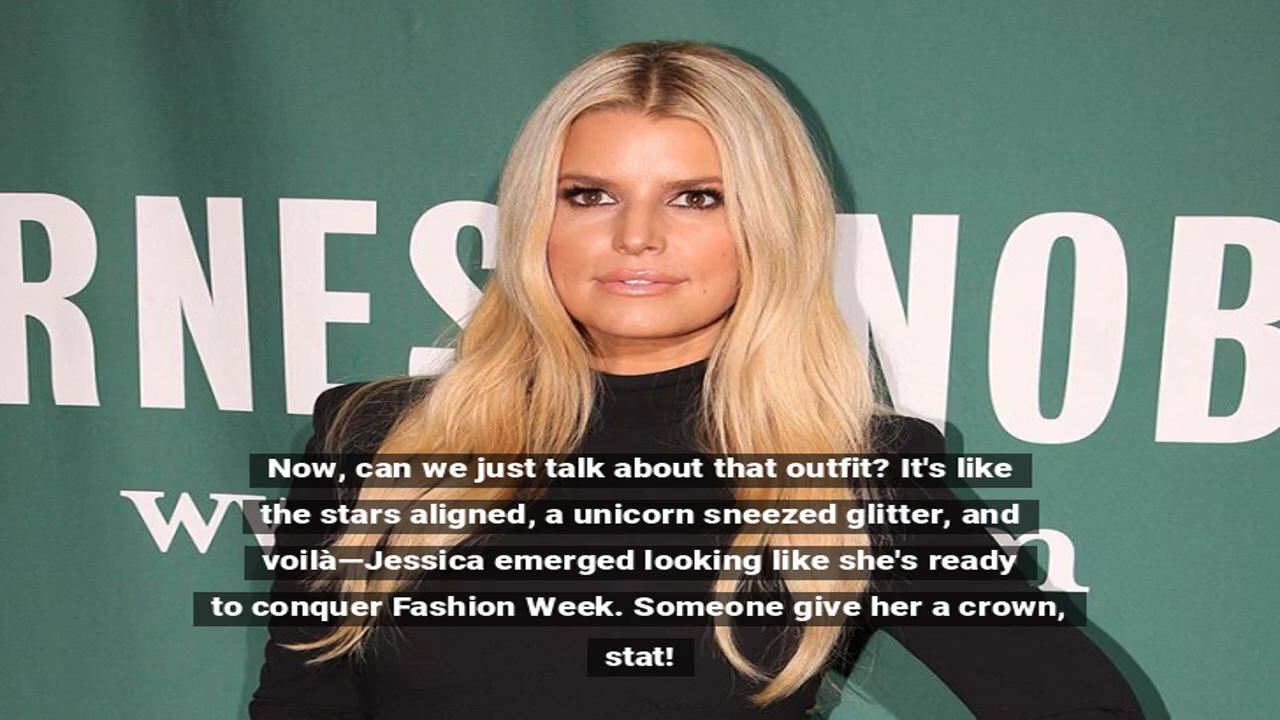 RNES NOB
Now, can we just talk about that outfit? It's like
the stars aligned, a unicorn sneezed glitter, and
voilà—Jessica emerged looking like she's ready
to conquer Fashion Week. Someone give her a crown,
stat!